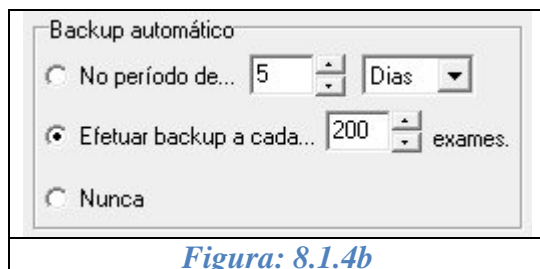 Backup automático
No período de... 5 Dias
Efetuar backup a cada... 200 exames.
Nunca
Figura: 8.1.4b